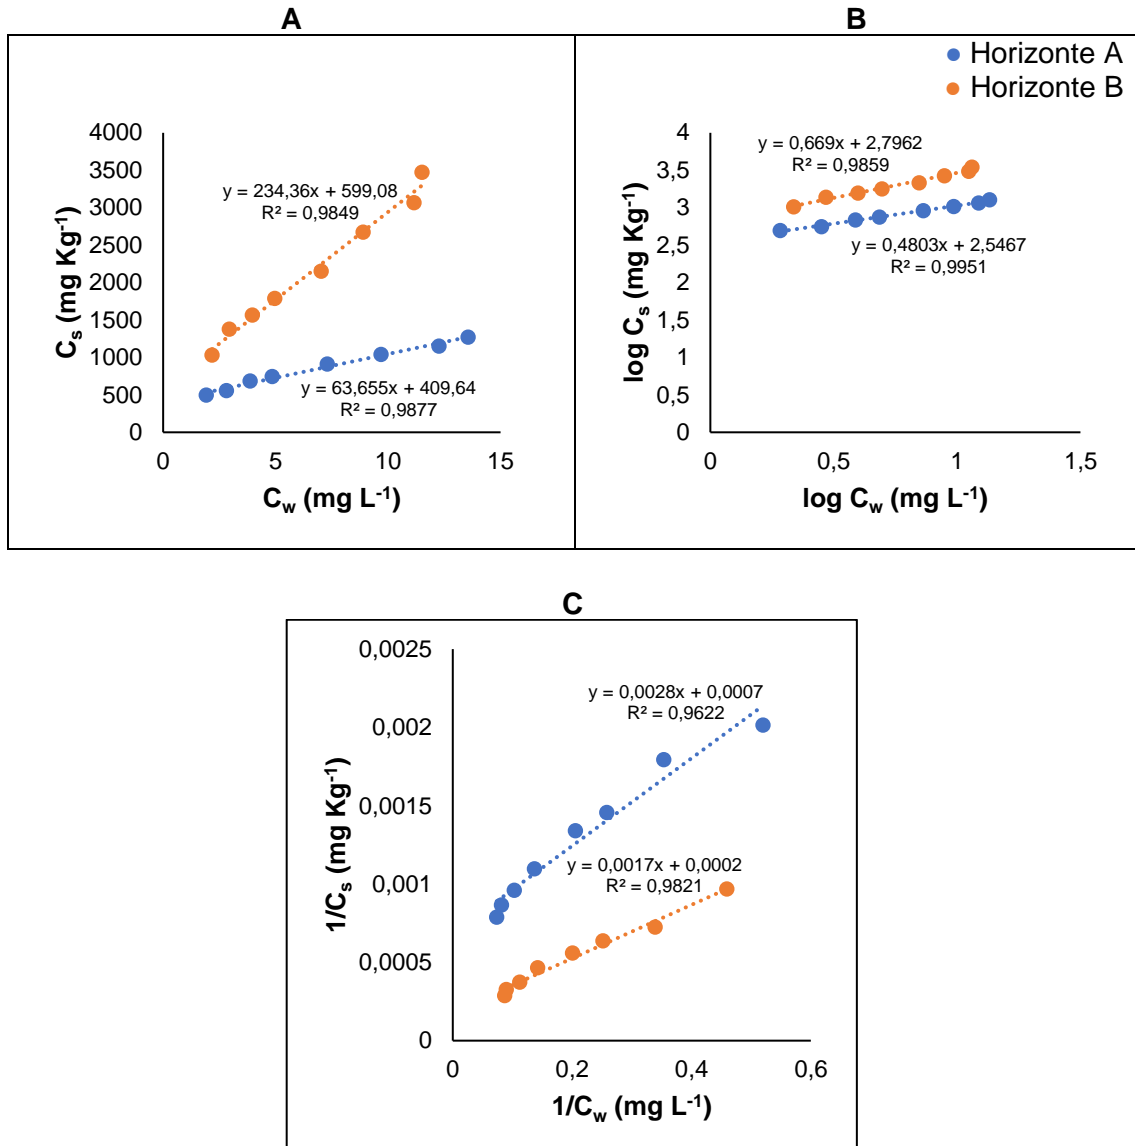 A
B
Horizonte A
Horizonte B
4000
3500
3000
2500
2000
1500
1000
500
0
y = 234,36x + 599,08
R² = 0,9849
y = 63,655x + 409,64
R² = 0,9877
0 5 10 15
Cw (mg L-1)
Cs (mg Kg-1)
4
3,5
3
2,5
2
1,5
1
0,5
0
y = 0,669x + 2,7962
R² = 0,9859
y = 0,4803x + 2,5467
R² = 0,9951
0 0,5 1 1,5
log Cw (mg L-1)
log Cs (mg Kg-1)
C
0,0025
0,002
0,0015
0,001
0,0005
0
y = 0,0028x + 0,0007
R² = 0,9622
y = 0,0017x + 0,0002
R² = 0,9821
0 0,2 0,4 0,6
1/Cw (mg L-1)
1/Cs (mg Kg-1)